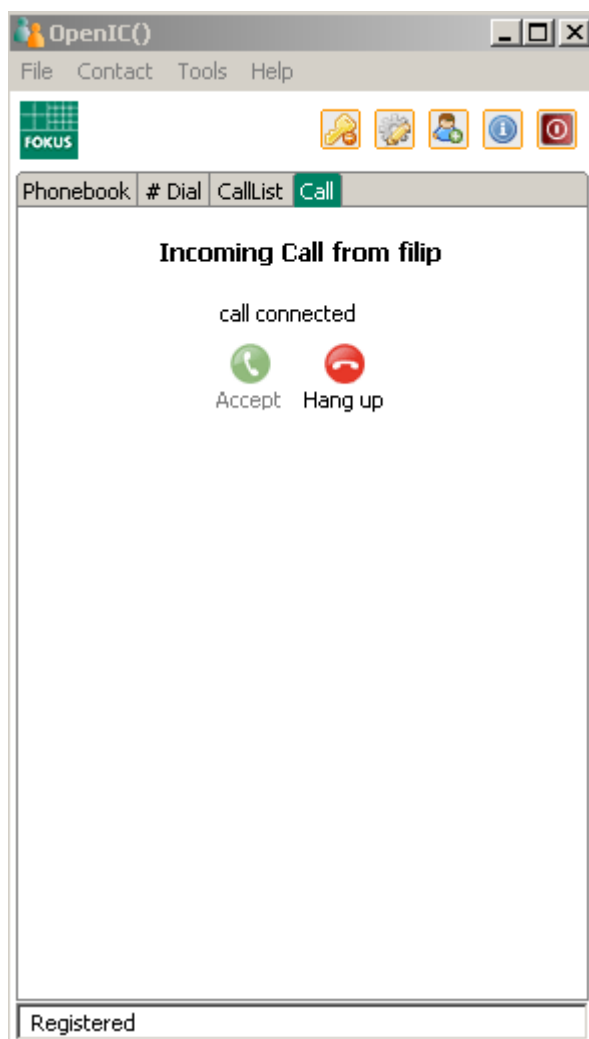 OpenIC()
File Contact Tools Help
FOKUS
Phonebook # Dial CallList Call
Incoming Call from filip
call connected
Accept Hang up
Registered